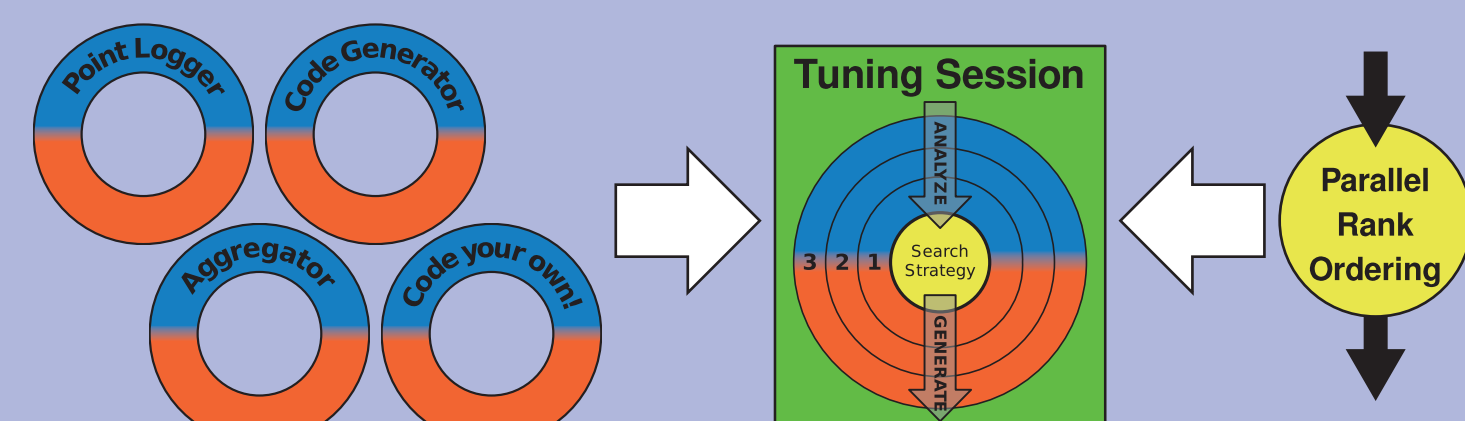 Point Logger
Code Generator
Aggregator
Code your own!
Tuning Session
ANALYZE
3 2 1
Search
Strategy
GENERATE
Parallel
Rank
Ordering